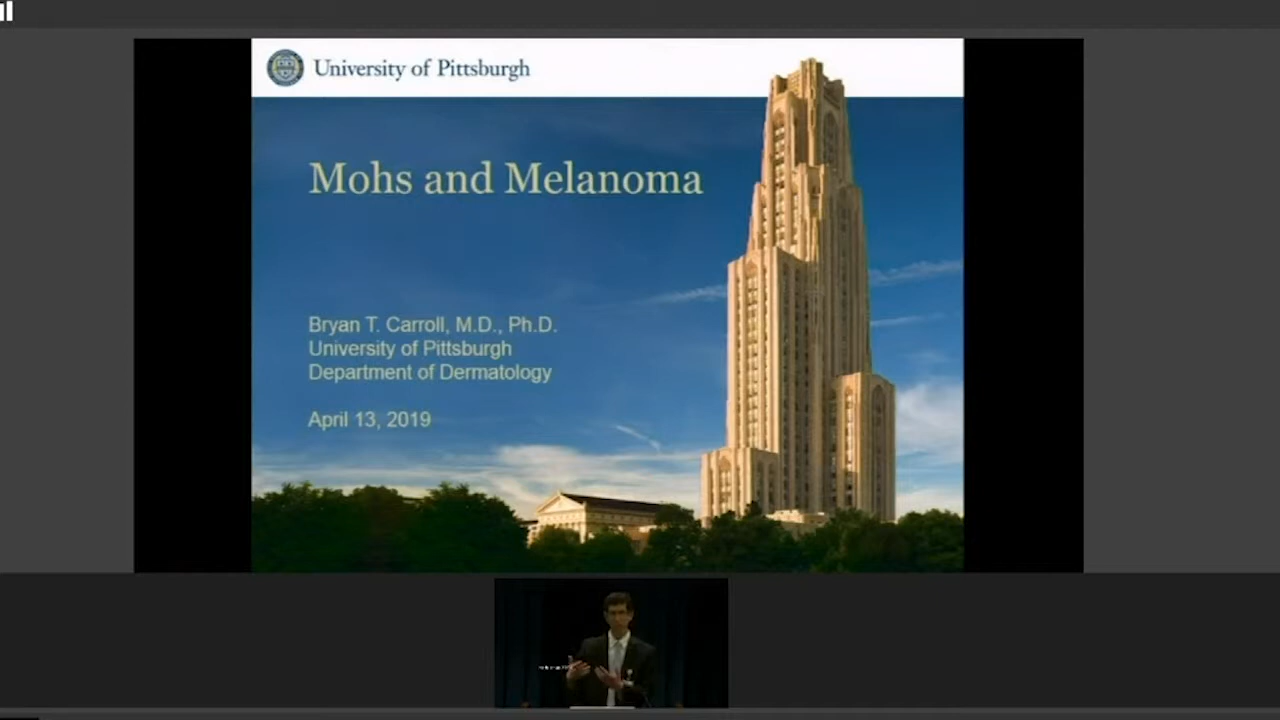 University of Pittsburgh
Mohs and Melanoma
Bryan T. Carroll, M.D., Ph.D.
University of Pittsburgh
Department of Dermatology
April 13, 2019